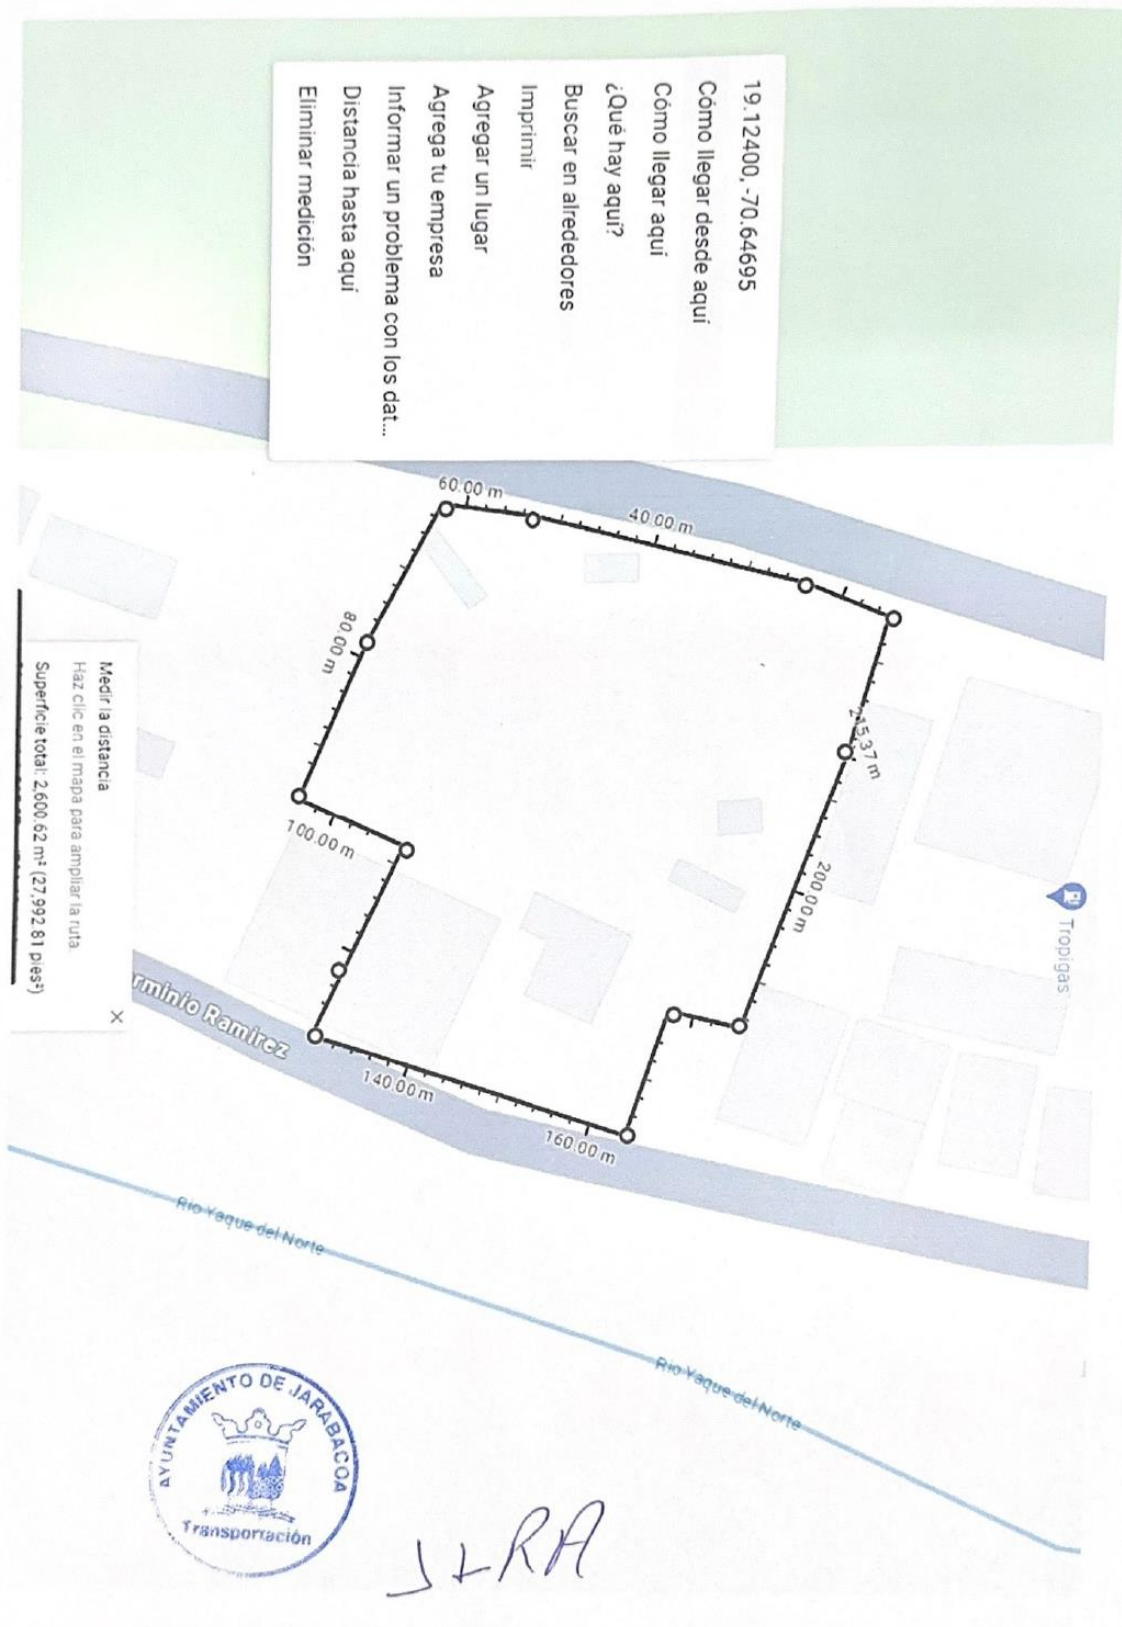 19.12400, -70.64695
Cómo llegar desde aquí
Cómo llegar aquí
¿Qué hay aquí?
Buscar en alrededores
Imprimir
Agregar un lugar
Agrega tu empresa
Informar un problema con los dat...
Distancia hasta aquí
Eliminar medición
60.00 m
40.00 m
80.00 m
215.37 m
100.00 m
200.00 m
Tropigas
140.00 m
160.00 m
rminio Ramírez
Medir la distancia
Haz clic en el mapa para ampliar la ruta.
Superficie total: 2,600.62 m² (27,992.81 pies²)
Rio Yaque del Norte
Rio Yaque del Norte
AYUNTAMIENTO DE JARABACOA
Transportación